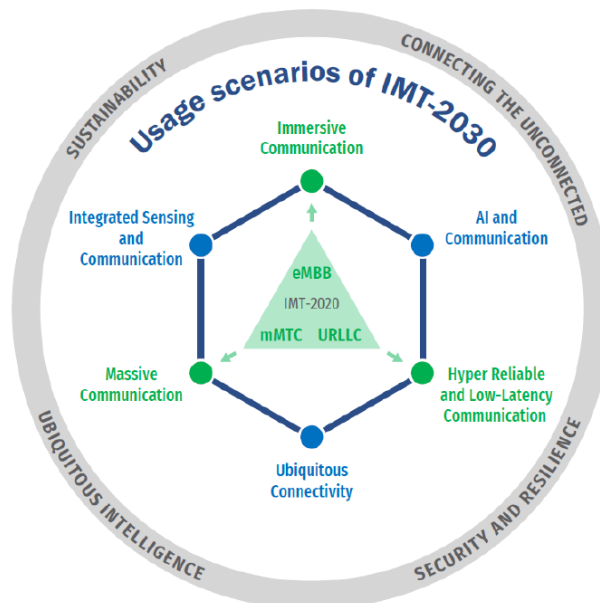 SUSTAINABILITY
CONNECTING THE UNCONNECTED
Usage scenarios of IMT-2030
Immersive
Communication
Integrated Sensing
and
Communication
AI and
Communication
eMBB
IMT-2020
mMTC URLLC
Massive
Communication
Hyper Reliable
and Low-Latency
Communication
Ubiquitous
Connectivity
UBIQUITOUS INTELLIGENCE
SECURITY AND RESILIENCE